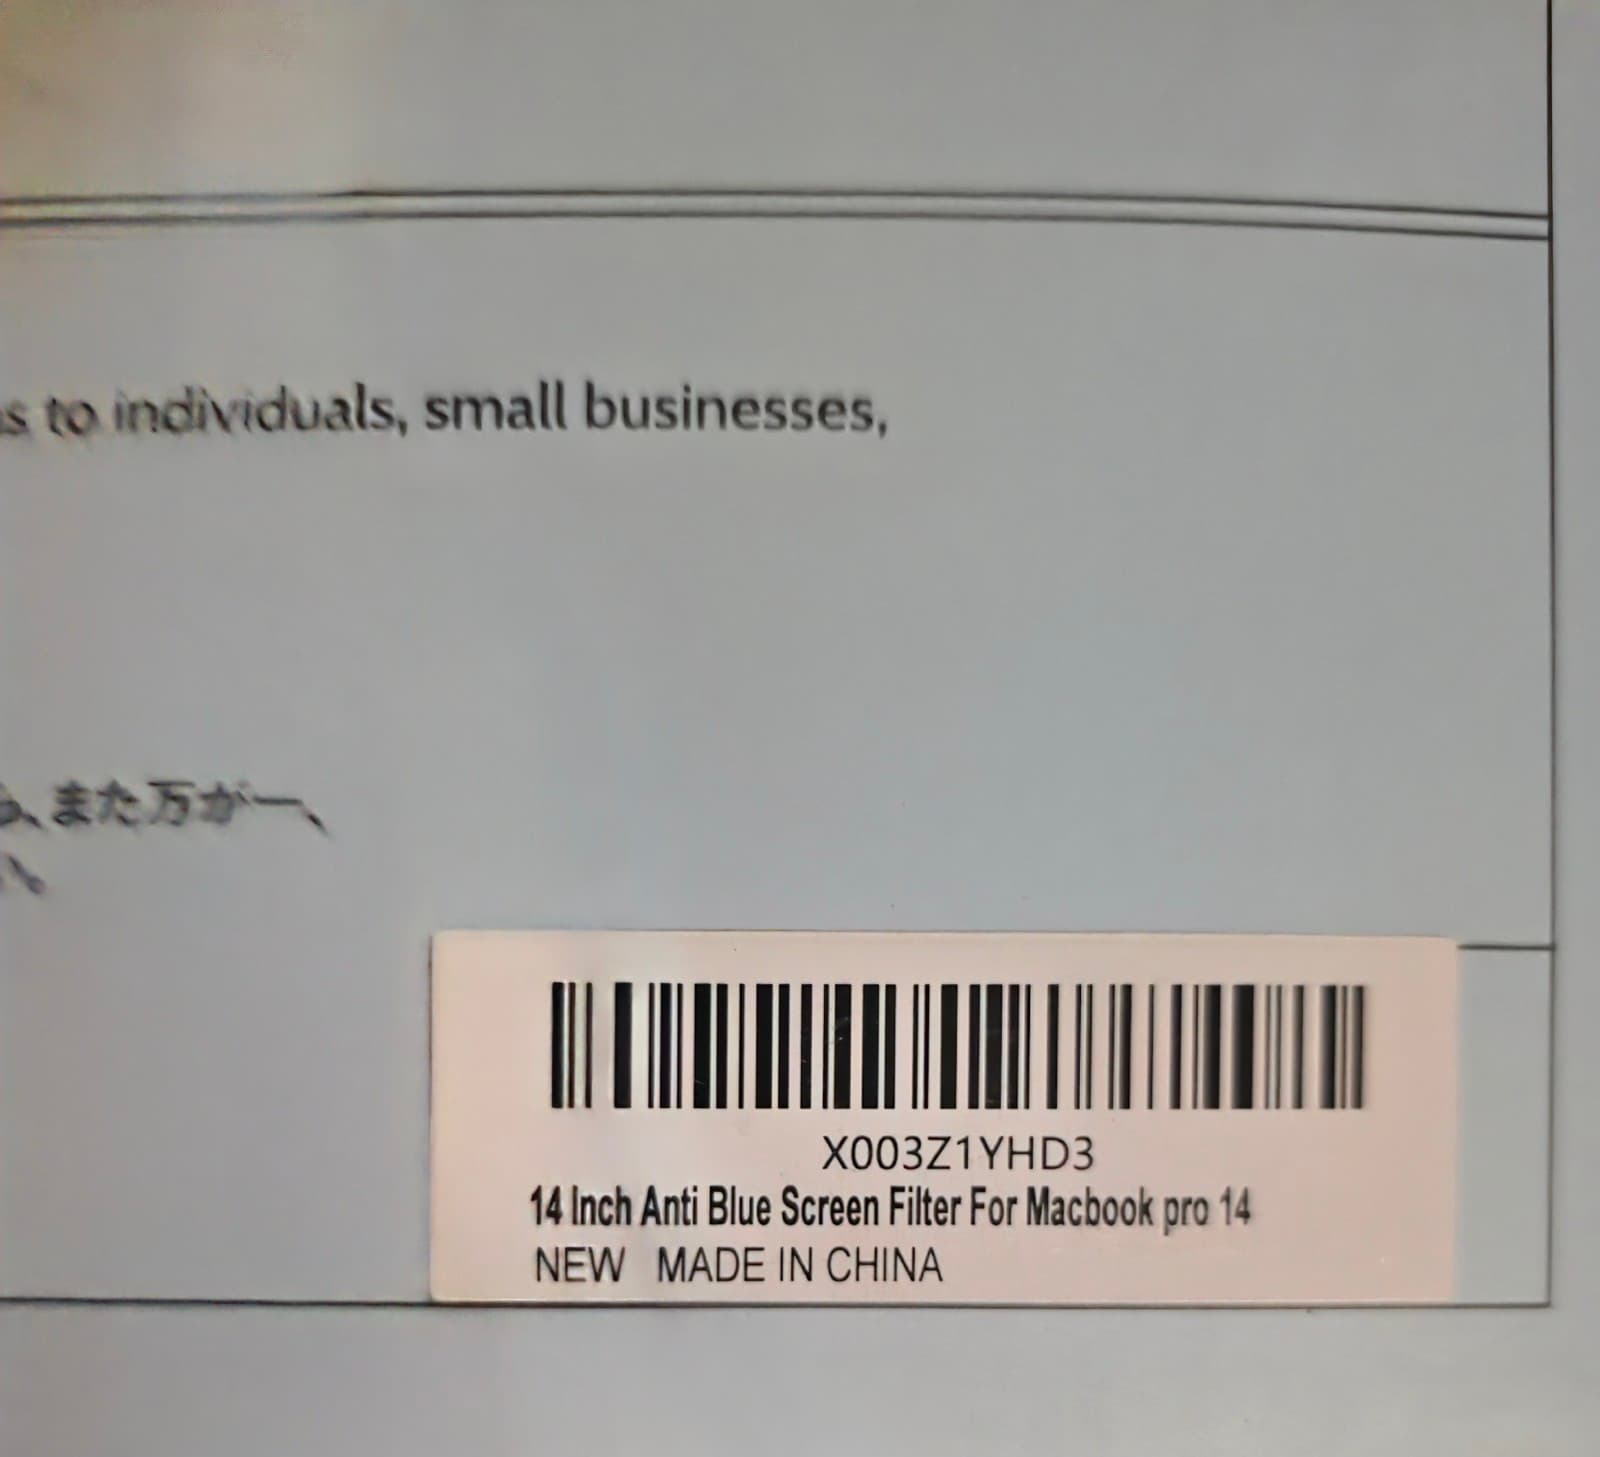 to individuals, small businesses,
、また万が一、
X003Z1YHD3
14 Inch Anti Blue Screen Filter For Macbook pro 14
NEW MADE IN CHINA